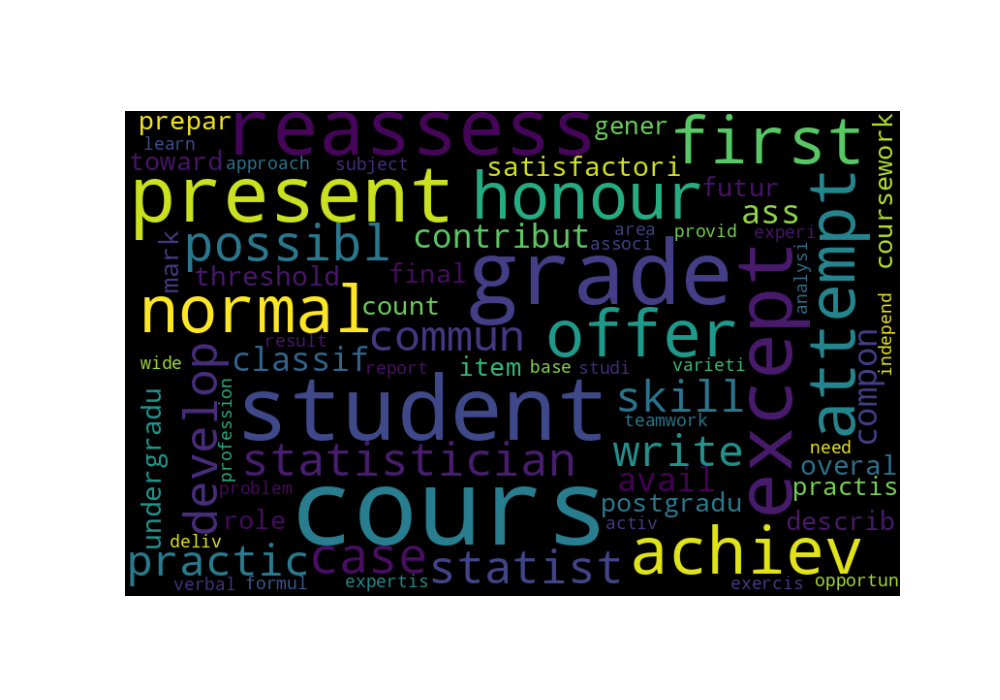 prepar
reassess
gener
first
coursework
learn
toward
approach
subject
satisfactori
present
honour
futur
ass
attempt
mark
possibl
contribut
area
associ
provid
experi
threshold
final
grade
except
analysi
normal
count
commun
offer
independ
result
wide
classif
report
item
base
studi
varieti
compon
develop
profession
undergradu
student
skill
teamwork
write
need
statistician
overal
problem
avail
practis
cours
postgradu
role
activ
describ
deliv
practic
case
statist
achiev
verbal
formul
expertis
exercis
opportun